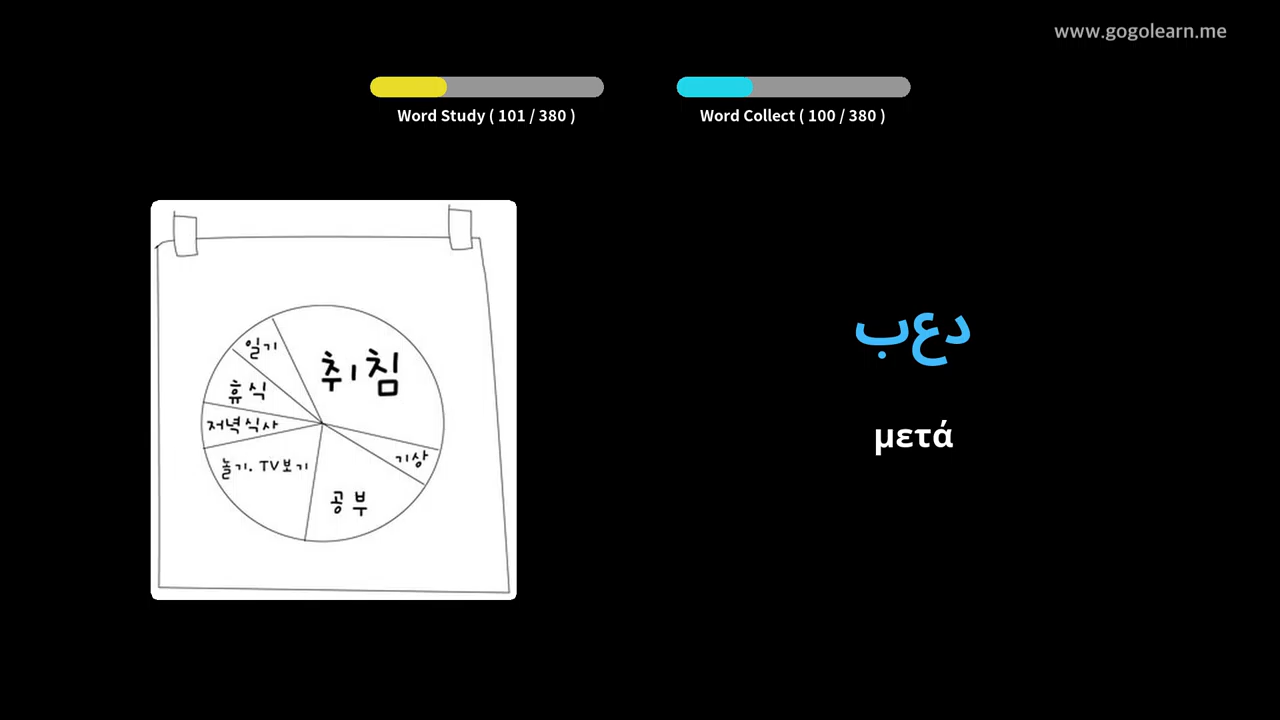 www.gogolearn.me
Word Study ( 101 / 380 )
Word Collect ( 100 / 380 )
일기
취침
휴식
저녁식사
놀기. TV보기
기상
공부
دعب
μετά